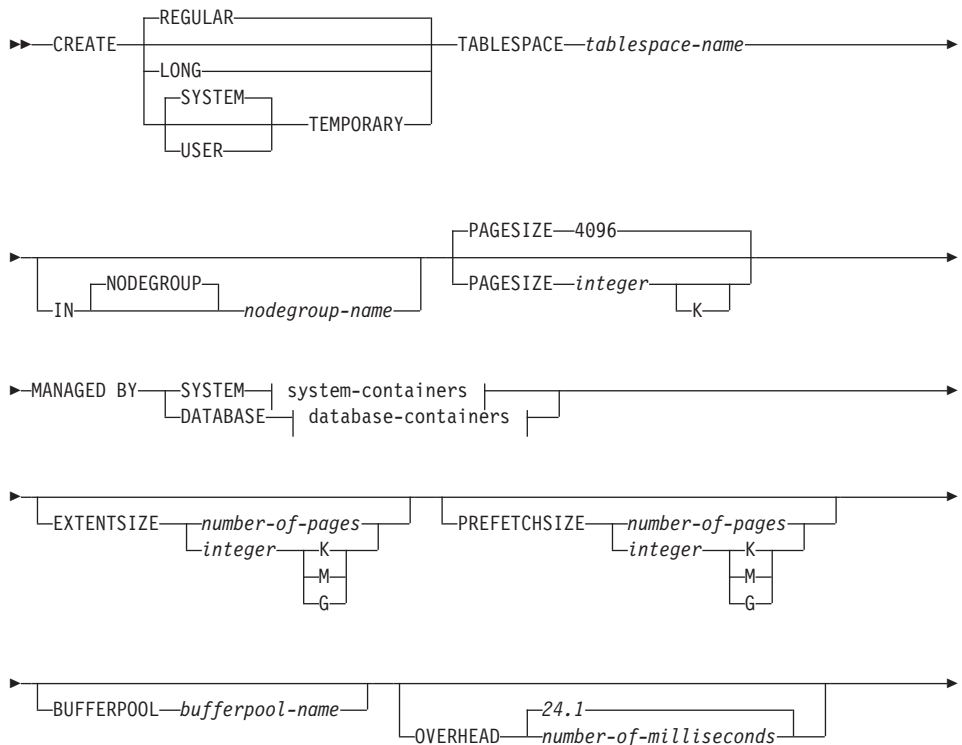 REGULAR
CREATE TABLESPACE tablespace-name
LONG
SYSTEM
TEMPORARY
USER
PAGESIZE 4096
NODEGROUP
PAGESIZE integer
IN nodegroup-name K
MANAGED BY SYSTEM system-containers
DATABASE database-containers
EXTENTSIZE number-of-pages PREFETCHSIZE number-of-pages
integer K integer K
M M
G G
BUFFERPOOL bufferpool-name 24.1
OVERHEAD number-of-milliseconds